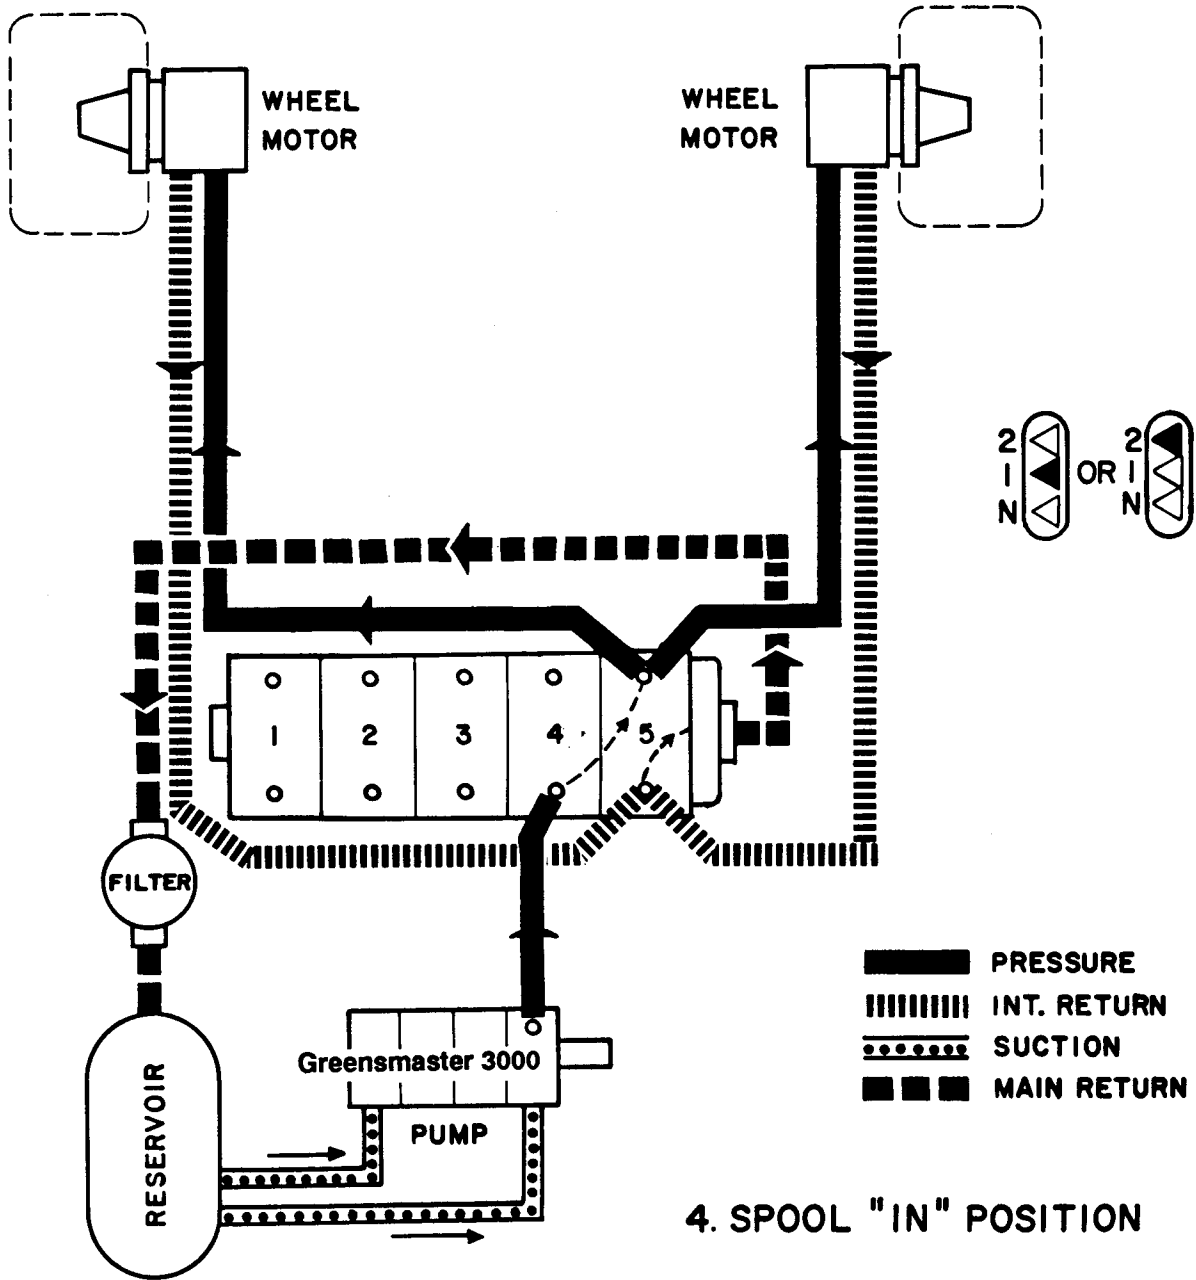 WHEEL
MOTOR
WHEEL
MOTOR
2
I
N
OR
2
I
N
1
2
3
4
5
FILTER
PRESSURE
INT. RETURN
SUCTION
MAIN RETURN
Greensmaster 3000
PUMP
RESERVOIR
4. SPOOL "IN" POSITION